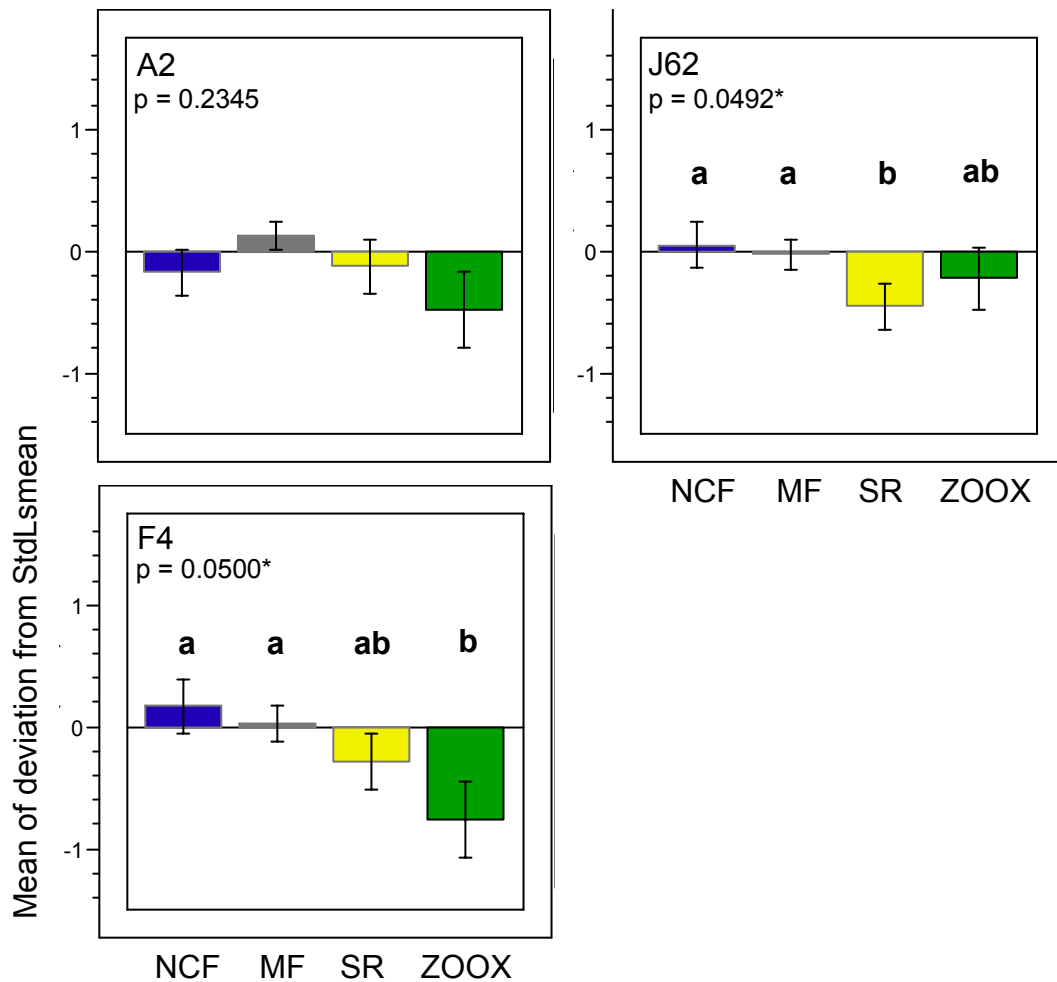 A2
p = 0.2345
1
0
-1
J62
p = 0.0492*
a a b ab
1
0
-1
NCF MF SR ZOOX
F4
p = 0.0500*
a a ab b
1
0
-1
NCF MF SR ZOOX
Mean of deviation from StdLsmean